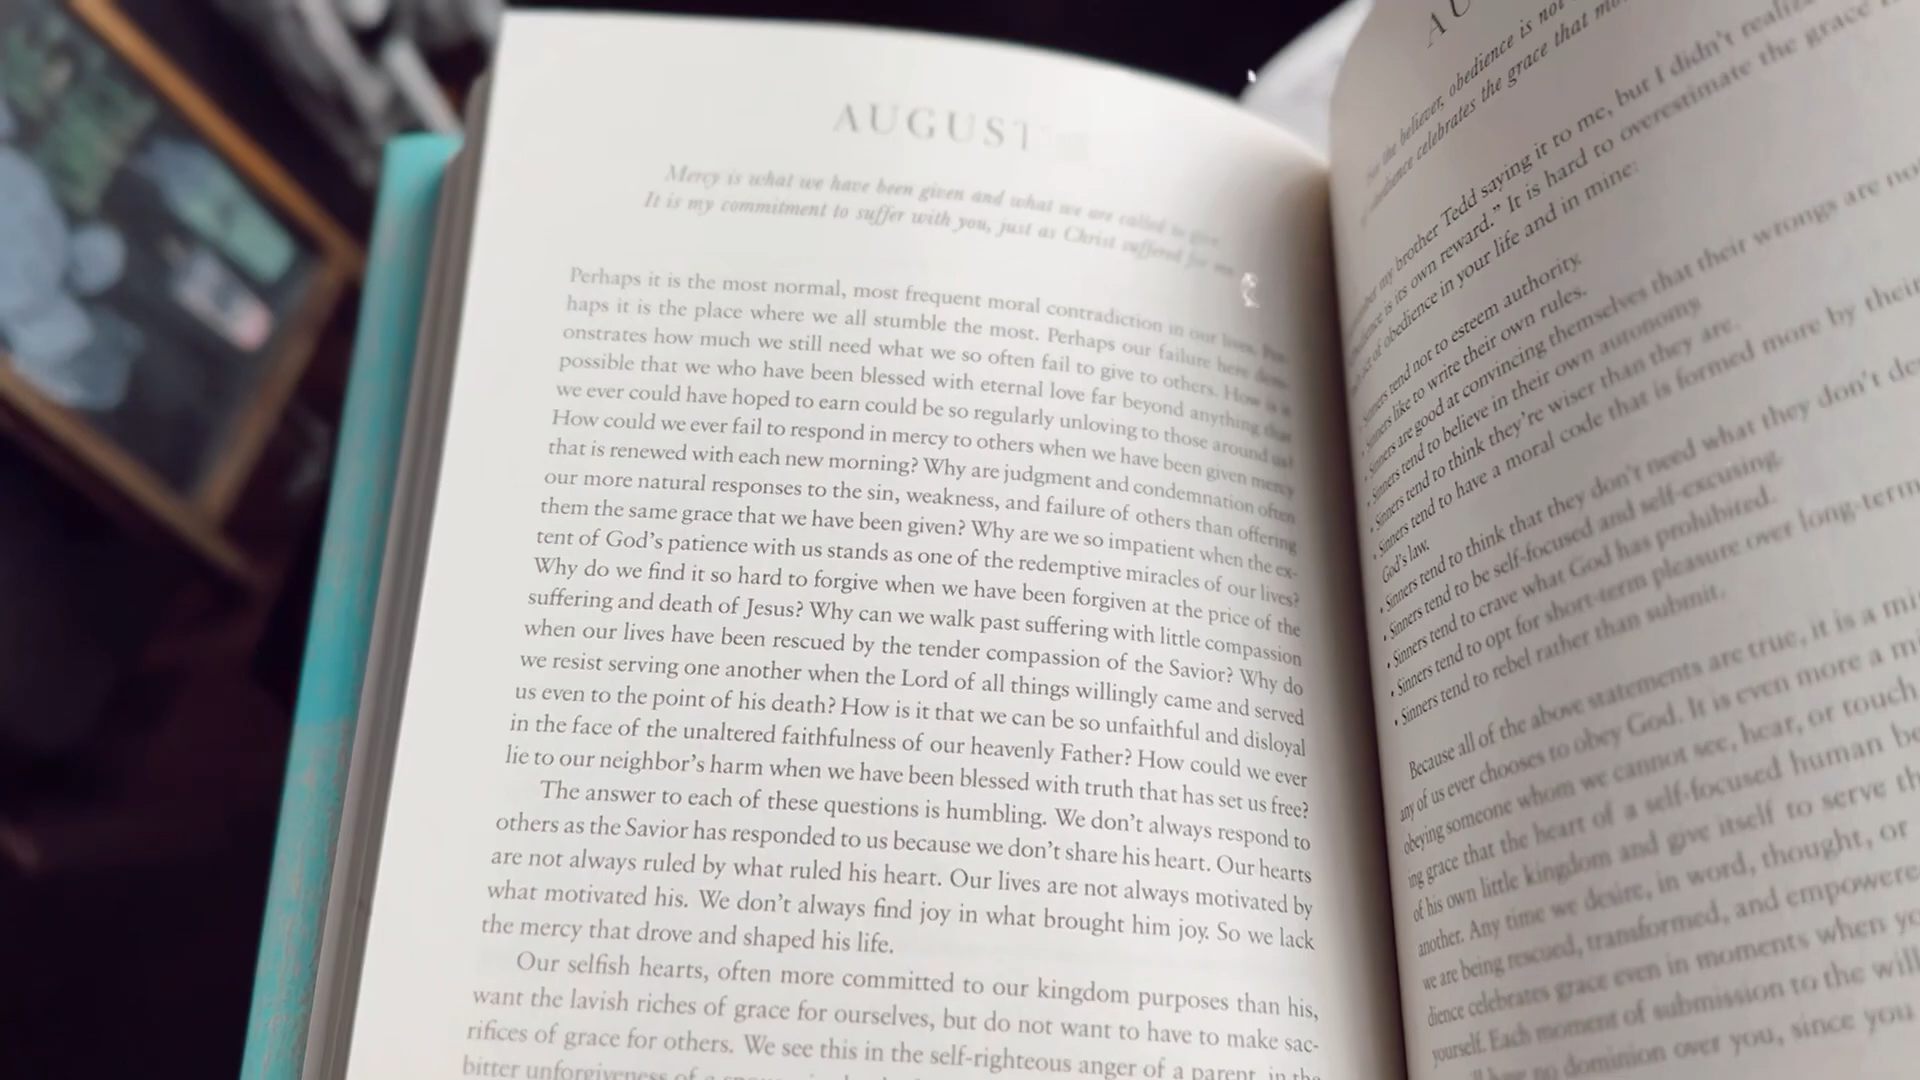 AUGUST
Mercy is what we have been given and what we are called to give.
It is my commitment to suffer with you, just as Christ suffered for me.
Perhaps it is the most normal, most frequent moral contradiction in our lives. Per-
haps it is the place where we all stumble the most. Perhaps our failure here dem-
onstrates how much we still need what we so often fail to give to others. How is it
possible that we who have been blessed with eternal love far beyond anything that
we ever could have hoped to earn could be so regularly unloving to those around us?
How could we ever fail to respond in mercy to others when we have been given mercy
that is renewed with each new morning? Why are judgment and condemnation often
our more natural responses to the sin, weakness, and failure of others than offering
them the same grace that we have been given? Why are we so impatient when the ex-
tent of God's patience with us stands as one of the redemptive miracles of our lives?
Why do we find it so hard to forgive when we have been forgiven at the price of the
suffering and death of Jesus? Why can we walk past suffering with little compassion
when our lives have been rescued by the tender compassion of the Savior? Why do
we resist serving one another when the Lord of all things willingly came and served
us even to the point of his death? How is it that we can be so unfaithful and disloyal
in the face of the unaltered faithfulness of our heavenly Father? How could we ever
lie to our neighbor's harm when we have been blessed with truth that has set us free?
The answer to each of these questions is humbling. We don't always respond to
others as the Savior has responded to us because we don't share his heart. Our hearts
are not always ruled by what ruled his heart. Our lives are not always motivated by
what motivated his. We don't always find joy in what brought him joy. So we lack
the mercy that drove and shaped his life.
Our selfish hearts, often more committed to our kingdom purposes than his,
want the lavish riches of grace for ourselves, but do not want to have to make sac-
rifices of grace for others. We see this in the self-righteous anger of a parent, in the
bitter unforgiveness of a
AU
the believer, obedience is not
celebrates the grace that
my brother Tedd saying it to me, but I didn't realize
is its own reward." It is hard to overestimate the grace
of obedience in your life and in mine:
• Sinners tend not to esteem authority.
• Sinners like to write their own rules.
• Sinners are good at convincing themselves that their wrongs are not
• Sinners tend to believe in their own autonomy
• Sinners tend to think they're wiser than they are.
• Sinners tend to have a moral code that is formed more by their
God's law.
• Sinners tend to think that they don't need what they don't
• Sinners tend to be self-focused and self-excusing.
• Sinners tend to crave what God has prohibited.
• Sinners tend to opt for short-term pleasure over long-term
• Sinners tend to rebel rather than submit.
Because all of the above statements are true, it is a
any of us ever chooses to obey God. It is even more a
obeying someone whom we cannot see, hear, or touch
ing grace that the heart of a self-focused human
of his own little kingdom and give itself to serve
another. Any time we desire, in word, thought, or
we are being rescued, transformed, and
dience celebrates grace even in moments when
yourself. Each moment of submission to the will
no dominion over you, since you